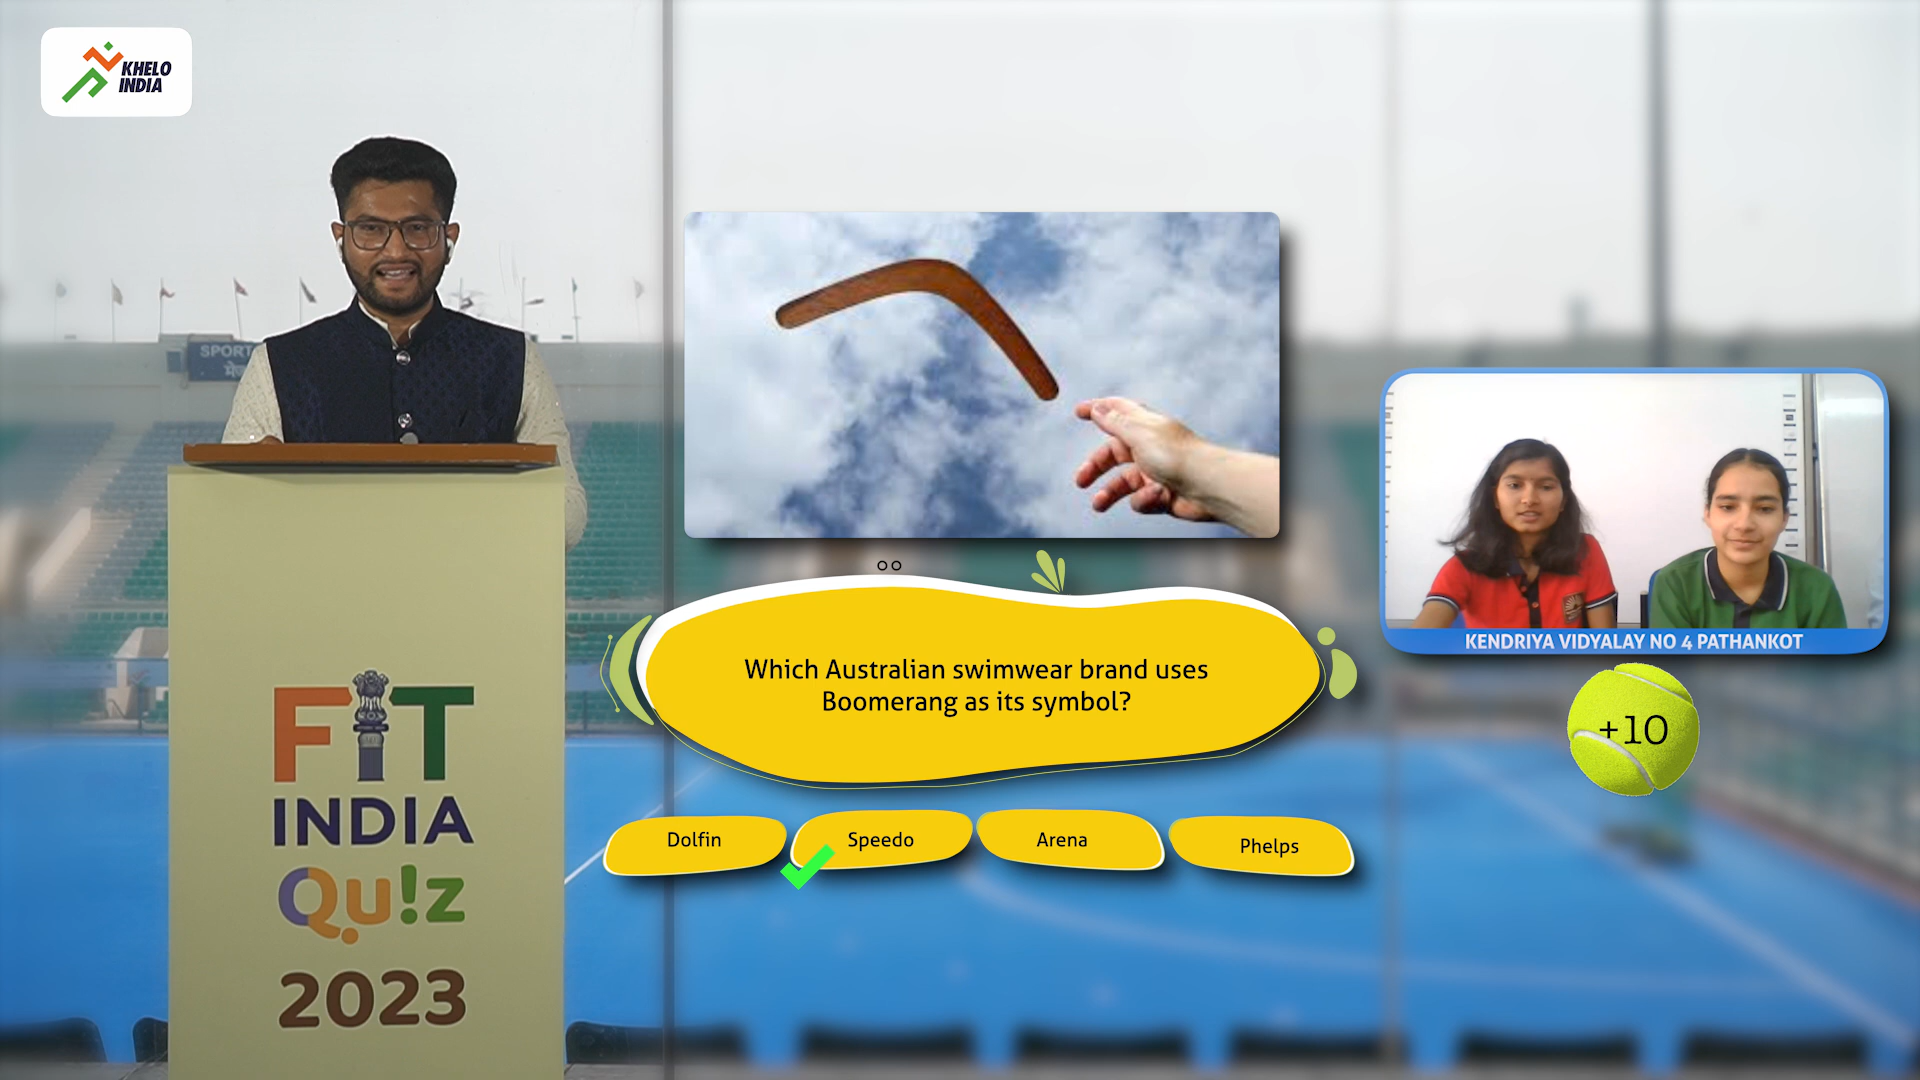 KHELO
INDIA
SPORT
Which Australian swimwear brand uses
Boomerang as its symbol?
KENDRIYA VIDYALAY NO 4 PATHANKOT
+10
Dolfin
Speedo
Arena
Phelps
FIT
INDIA
Qu!z
2023